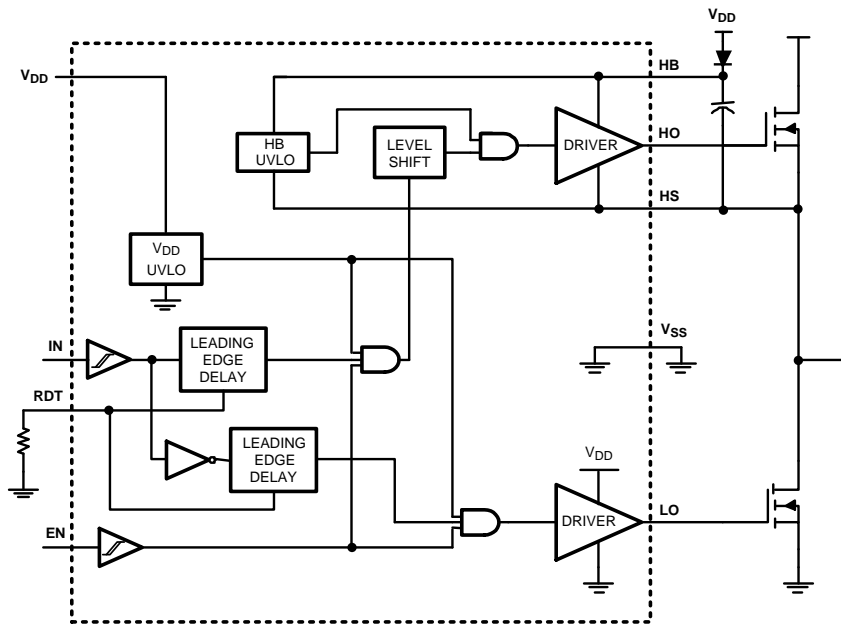 VDD
VDD
HB
HB
UVLO
LEVEL
SHIFT
DRIVER
HO
HS
VDD
UVLO
VSS
IN
LEADING
EDGE
DELAY
RDT
LEADING
EDGE
DELAY
VDD
DRIVER
LO
EN